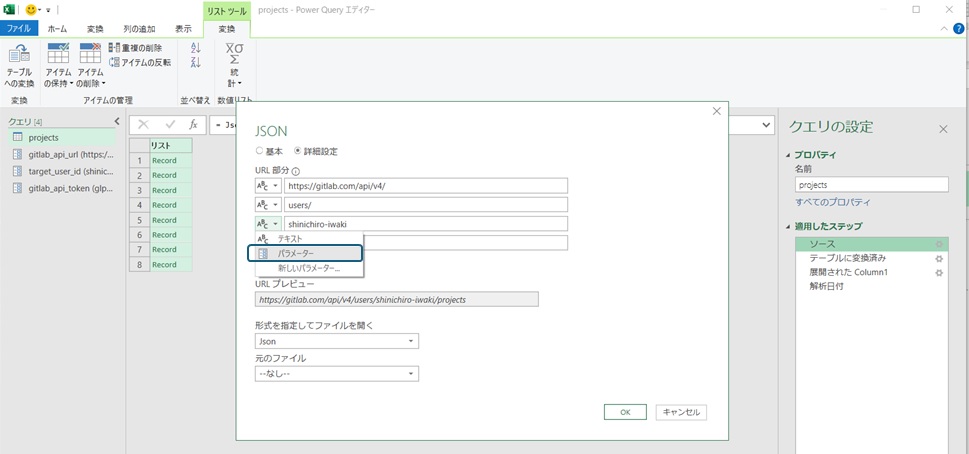 リスト ツール
projects - Power Query エディター
ファイル ホーム 変換 列の追加 表示 変換
テーブルへの変換
アイテムの保持
アイテムの削除
重複の削除
アイテムの反転
統計
変換 アイテムの管理 並べ替え 数値リスト
クエリ [4]
projects
gitlab_api_url (https:/...
target_user_id (shinic...
gitlab_api_token (glp...
fx
= Jso
リスト
1 Record
2 Record
3 Record
4 Record
5 Record
6 Record
7 Record
8 Record
JSON
基本 詳細設定
URL 部分
ABC https://gitlab.com/api/v4/
ABC users/
ABC shinichiro-iwaki
ABC テキスト
パラメーター
新しいパラメーター...
URL プレビュー
https://gitlab.com/api/v4/users/shinichiro-iwaki/projects
形式を指定してファイルを開く
Json
元のファイル
--なし--
OK キャンセル
クエリの設定
プロパティ
名前
projects
すべてのプロパティ
適用したステップ
ソース
テーブルに変換済み
展開された Column1
解析日付